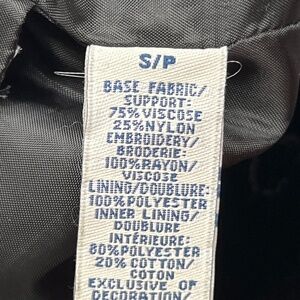 S/P
BASE FABRIC/
SUPPORT:
75% VISCOSE
25% NYLON
EMBROIDERY/
BRODERIE:
100% RAYON/
VISCOSE
LINING/DOUBLURE:
100% POLYESTER
INNER LINING/
DOUBLURE
INTÉRIEURE:
80% POLYESTER
20% COTTON/
COTON
EXCLUSIVE OF
DECORATION/